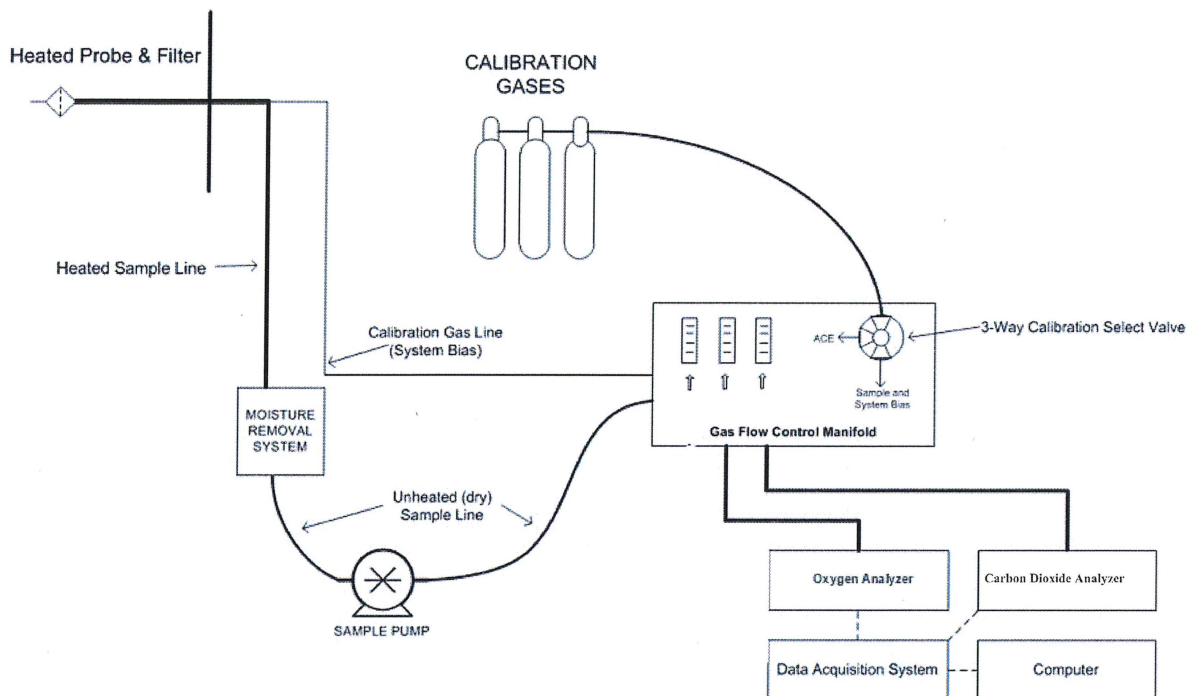 Heated Probe & Filter
CALIBRATION
GASES
Heated Sample Line
Calibration Gas Line
(System Bias)
3-Way Calibration Select Valve
ACE
Sample and
System Bias
Gas Flow Control Manifold
MOISTURE
REMOVAL
SYSTEM
Unheated (dry)
Sample Line
SAMPLE PUMP
Oxygen Analyzer
Carbon Dioxide Analyzer
Data Acquisition System
Computer